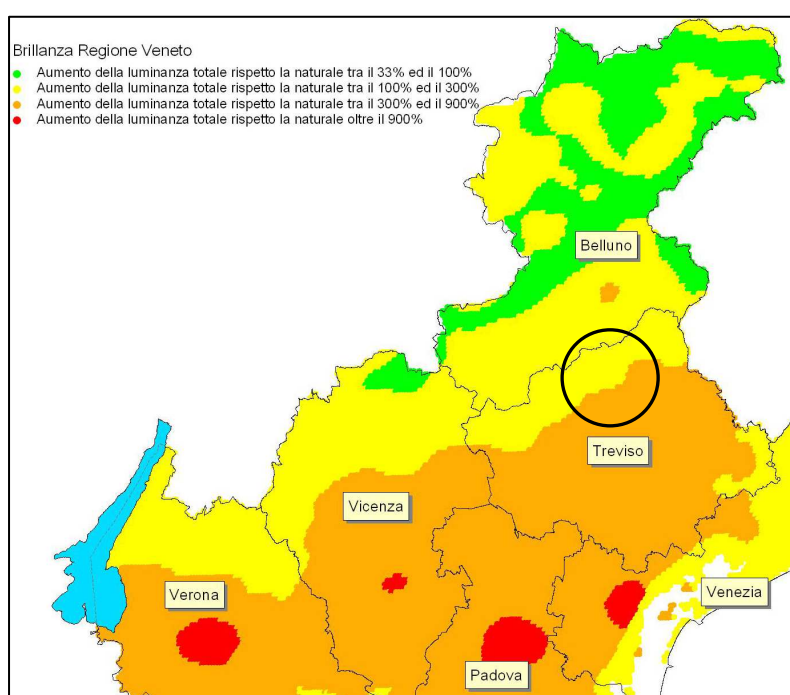 Brillanza Regione Veneto
Aumento della luminanza totale rispetto la naturale tra il 33% ed il 100%
Aumento della luminanza totale rispetto la naturale tra il 100% ed il 300%
Aumento della luminanza totale rispetto la naturale tra il 300% ed il 900%
Aumento della luminanza totale rispetto la naturale oltre il 900%
Belluno
Treviso
Vicenza
Verona
Venezia
Padova